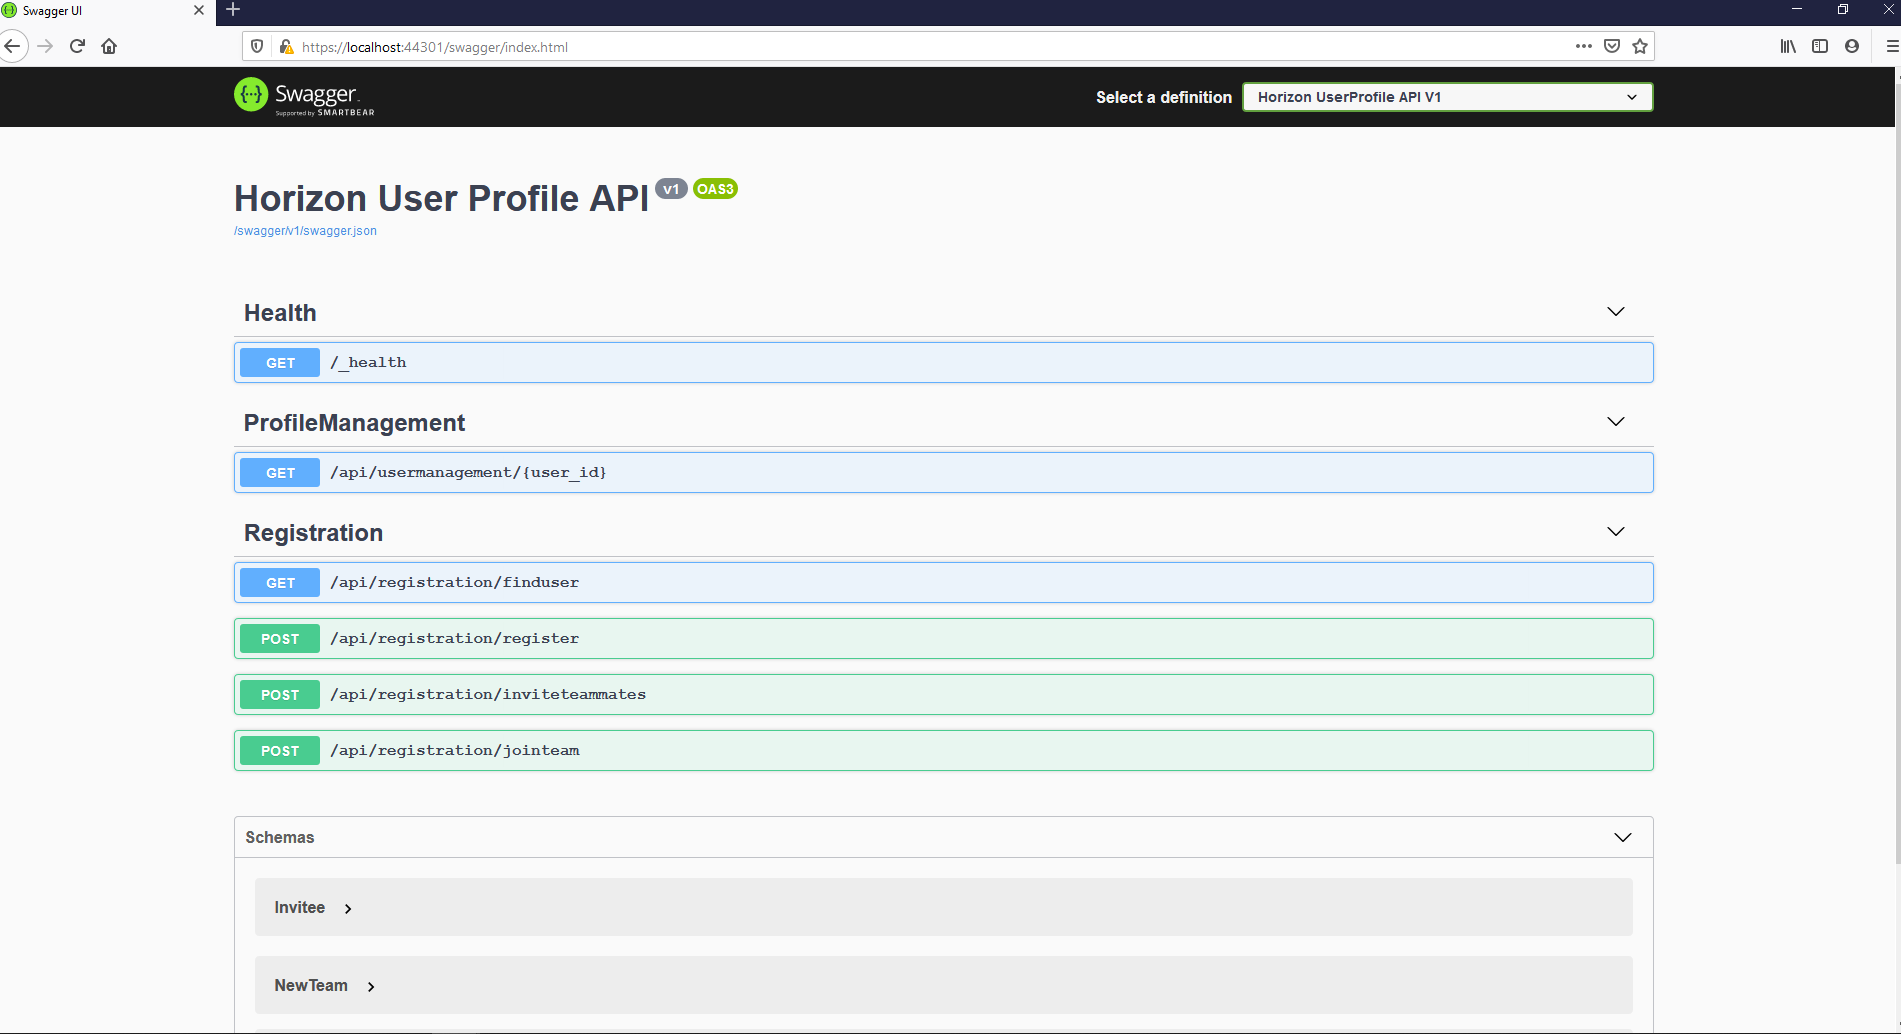 Swagger UI
https://localhost:44301/swagger/index.html
Swagger
Supported by SMARTBEAR
Select a definition
Horizon UserProfile API V1
Horizon User Profile API v1 OAS3
/swagger/v1/swagger.json
Health
GET /_health
ProfileManagement
GET /api/usermanagement/{user_id}
Registration
GET /api/registration/finduser
POST /api/registration/register
POST /api/registration/inviteteammates
POST /api/registration/jointeam
Schemas
Invitee
NewTeam